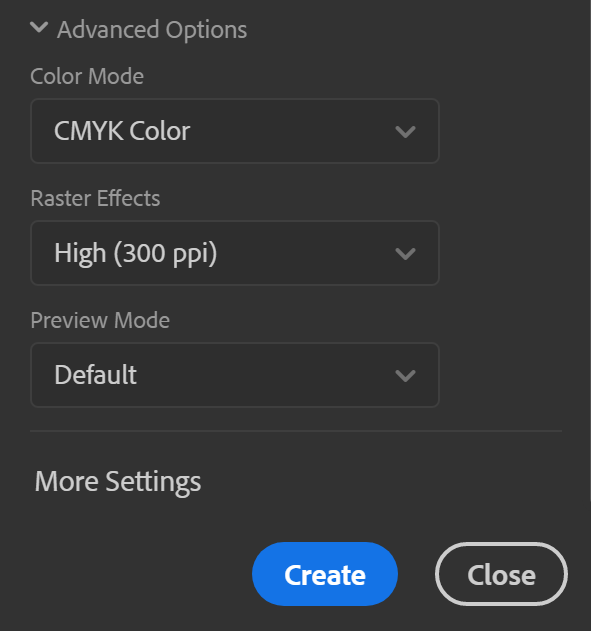 Advanced Options
Color Mode
CMYK Color
Raster Effects
High (300 ppi)
Preview Mode
Default
More Settings
Create
Close